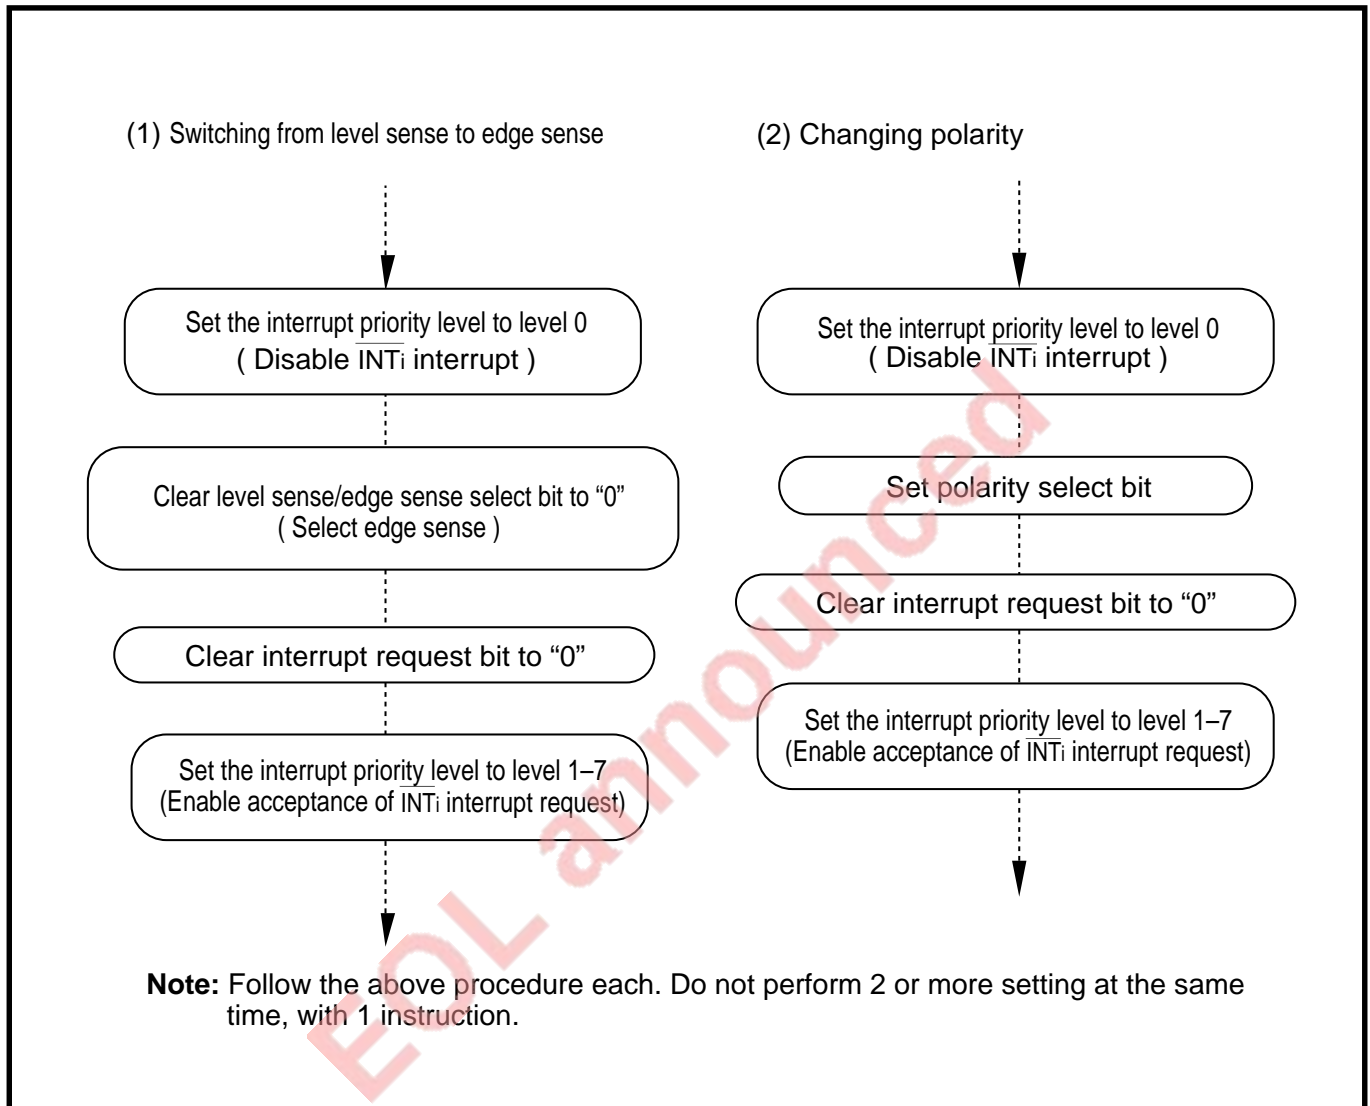 (1) Switching from level sense to edge sense
Set the interrupt priority level to level 0
( Disable INTi interrupt )
Clear level sense/edge sense select bit to “0”
( Select edge sense )
Clear interrupt request bit to “0”
Set the interrupt priority level to level 1–7
(Enable acceptance of INTi interrupt request)
(2) Changing polarity
Set the interrupt priority level to level 0
( Disable INTi interrupt )
Set polarity select bit
Clear interrupt request bit to “0”
Set the interrupt priority level to level 1–7
(Enable acceptance of INTi interrupt request)
Note: Follow the above procedure each. Do not perform 2 or more setting at the same
time, with 1 instruction.
EOL announced